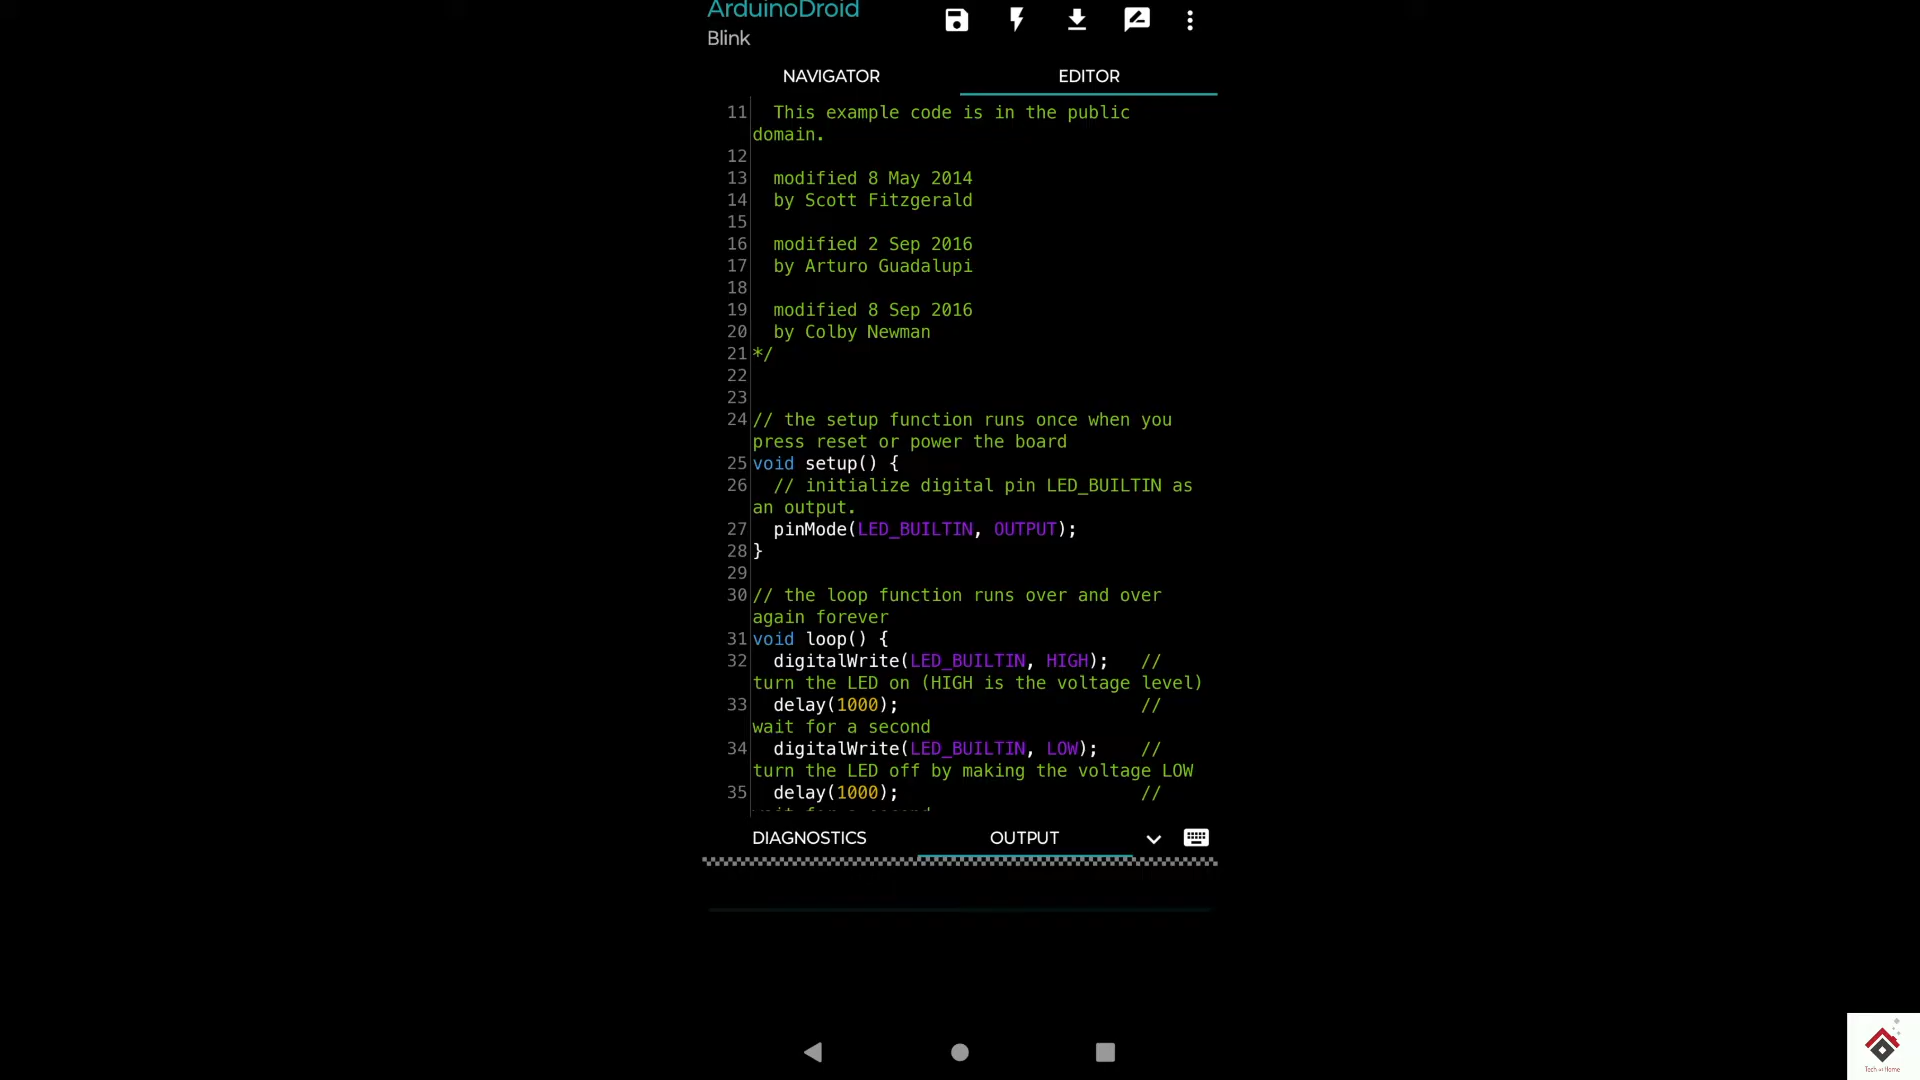 ArduinoDroid
Blink
NAVIGATOR
EDITOR
11 This example code is in the public
domain.
12
13 modified 8 May 2014
14 by Scott Fitzgerald
15
16 modified 2 Sep 2016
17 by Arturo Guadalupi
18
19 modified 8 Sep 2016
20 by Colby Newman
21 */
22
23
24 // the setup function runs once when you
press reset or power the board
25 void setup() {
26 // initialize digital pin LED_BUILTIN as
an output.
27 pinMode(LED_BUILTIN, OUTPUT);
28 }
29
30 // the loop function runs over and over
again forever
31 void loop() {
32 digitalWrite(LED_BUILTIN, HIGH); //
turn the LED on (HIGH is the voltage level)
33 delay(1000); //
wait for a second
34 digitalWrite(LED_BUILTIN, LOW); //
turn the LED off by making the voltage LOW
35 delay(1000); //
wait for a second
DIAGNOSTICS
OUTPUT
Tech at Home